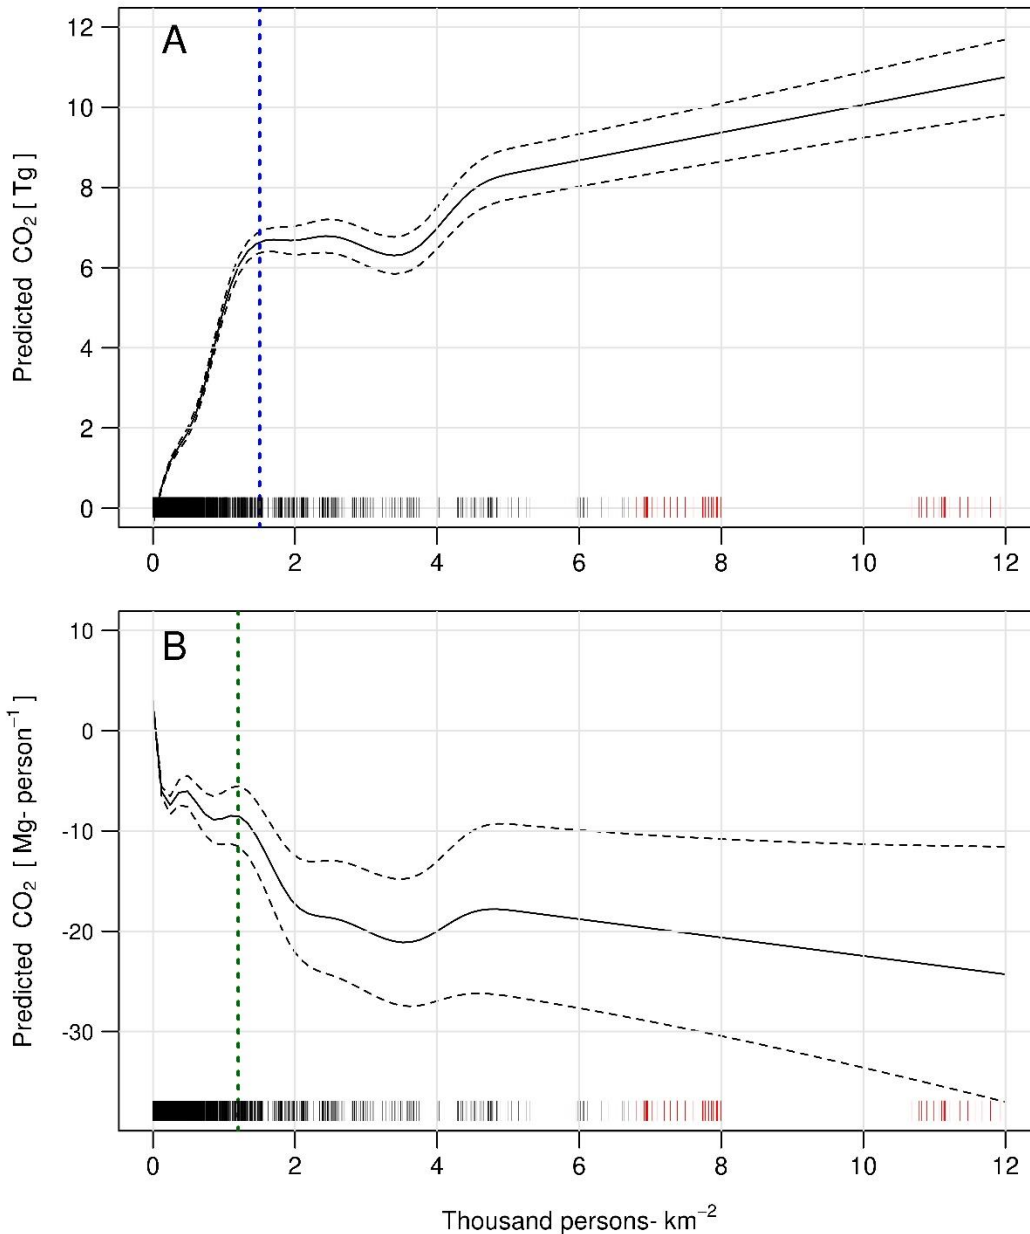 A
Predicted CO₂ [ Tg ]
12
10
8
6
4
2
0
0 2 4 6 8 10 12
B
Predicted CO₂ [ Mg- person⁻¹ ]
10
0
-10
-20
-30
0 2 4 6 8 10 12
Thousand persons- km⁻²